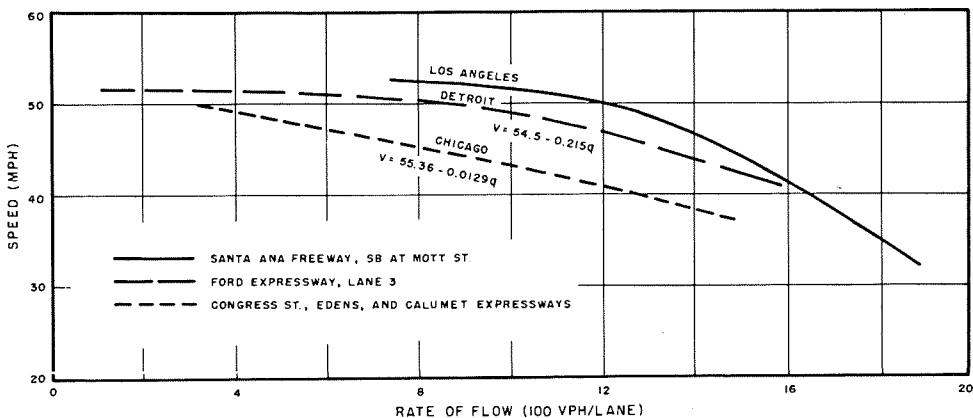 60
50
40
30
20
SPEED (MPH)
LOS ANGELES
DETROIT
V = 54.5 - 0.215q
CHICAGO
V = 55.36 - 0.0129q
SANTA ANA FREEWAY, SB AT MOTT ST.
FORD EXPRESSWAY, LANE 3
CONGRESS ST., EDENS, AND CALUMET EXPRESSWAYS
0 4 8 12 16 20
RATE OF FLOW (100 VPH/LANE)